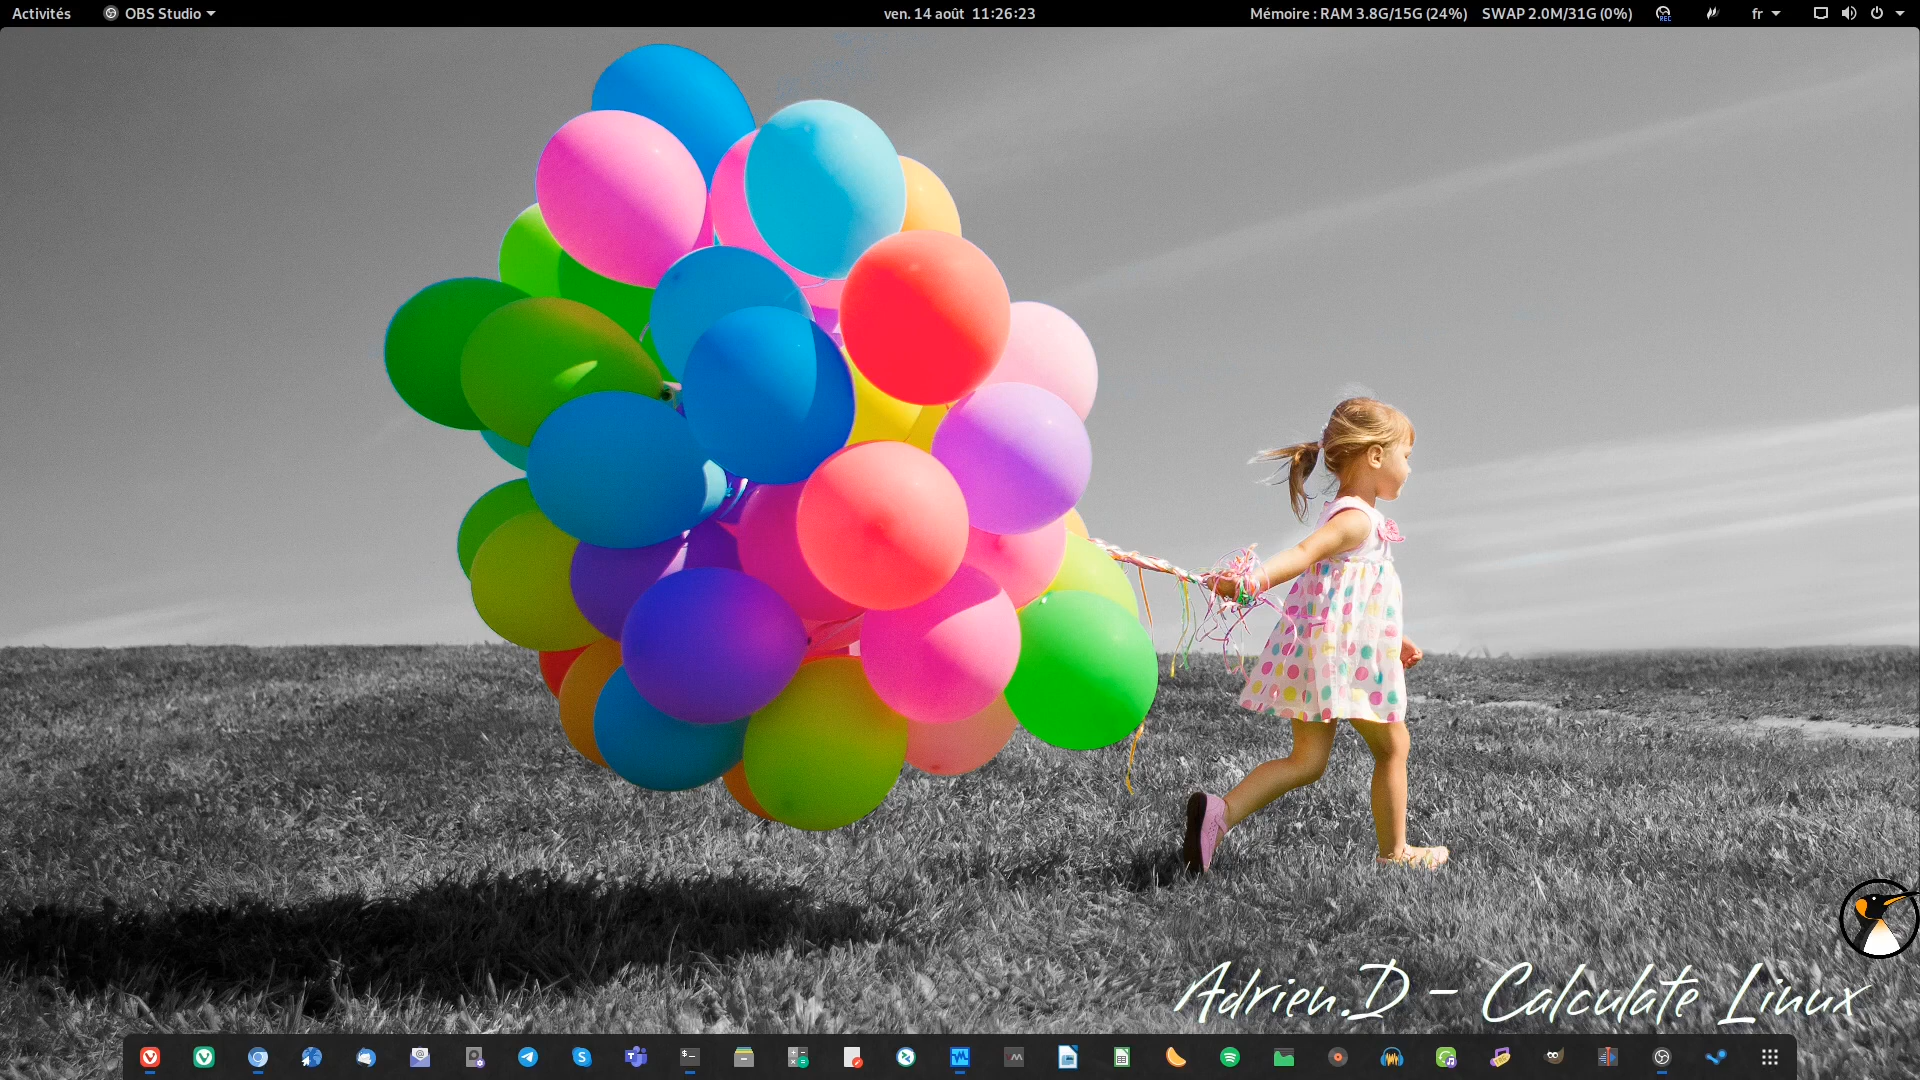 Activités OBS Studio ven. 14 août 11:26:23 Mémoire : RAM 3.8G/15G (24%) SWAP 2.0M/31G (0%) REC fr
Adrien.D - Calculate Linux